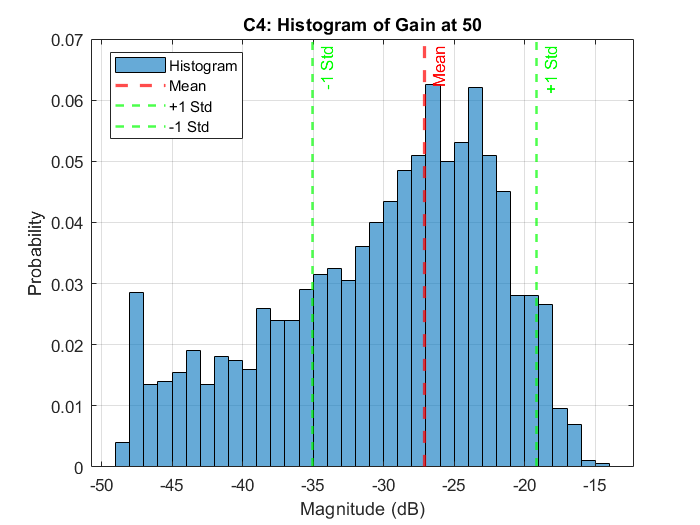 C4: Histogram of Gain at 50
Histogram
Mean
+1 Std
-1 Std
-1 Std
Mean
+1 Std
0.07
0.06
0.05
0.04
0.03
0.02
0.01
0
Probability
-50
-45
-40
-35
-30
-25
-20
-15
Magnitude (dB)